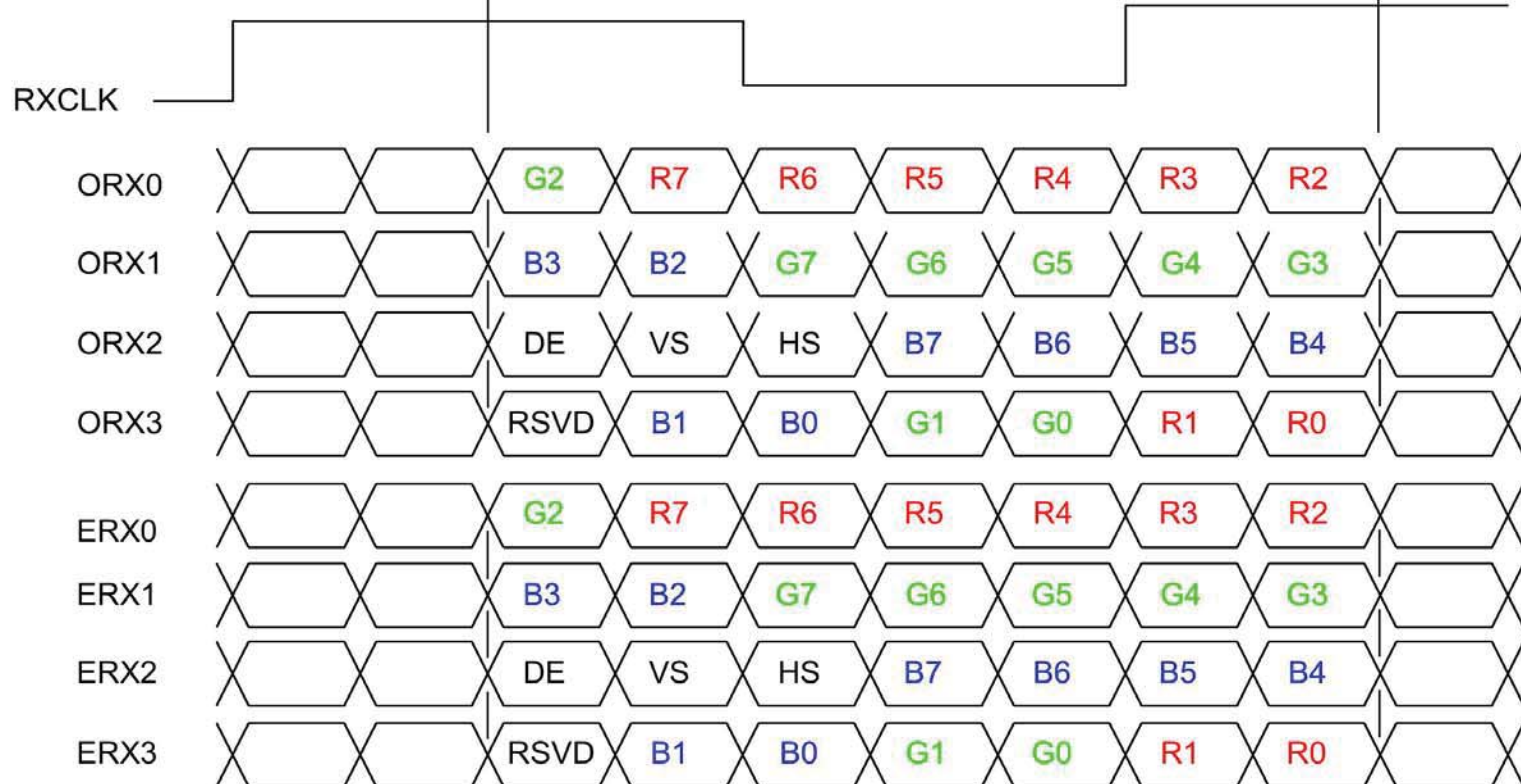 RXCLK
ORX0 G2 R7 R6 R5 R4 R3 R2
ORX1 B3 B2 G7 G6 G5 G4 G3
ORX2 DE VS HS B7 B6 B5 B4
ORX3 RSVD B1 B0 G1 G0 R1 R0
ERX0 G2 R7 R6 R5 R4 R3 R2
ERX1 B3 B2 G7 G6 G5 G4 G3
ERX2 DE VS HS B7 B6 B5 B4
ERX3 RSVD B1 B0 G1 G0 R1 R0